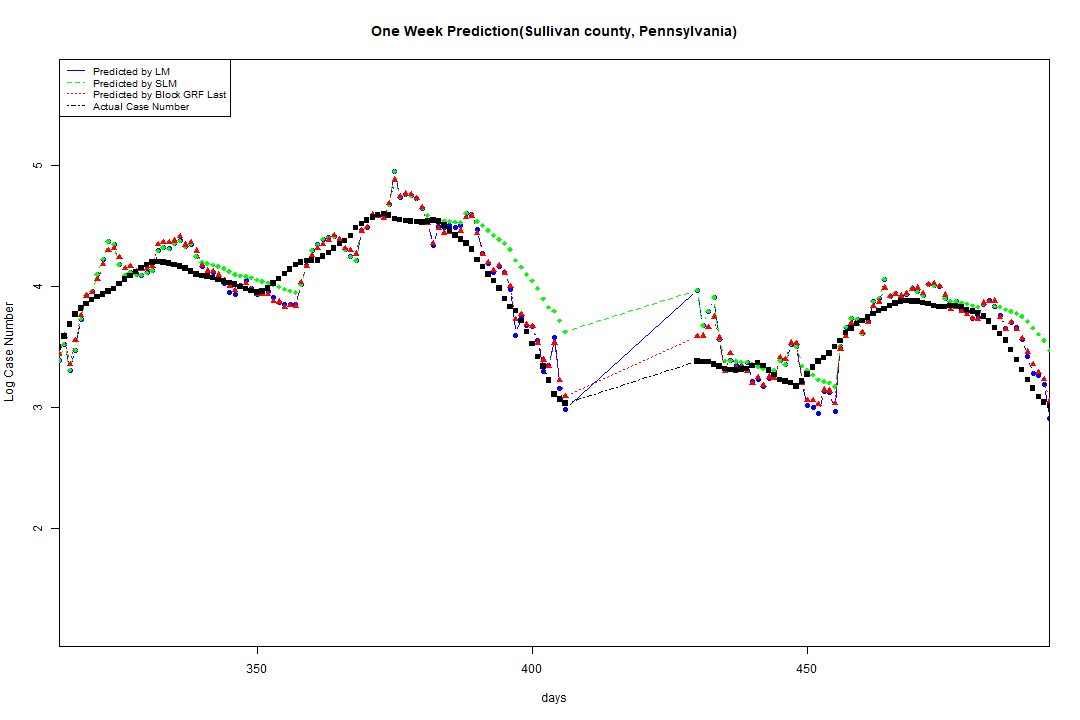 One Week Prediction(Sullivan county, Pennsylvania)
Predicted by LM
Predicted by SLM
Predicted by Block GRF Last
Actual Case Number
5
4
3
2
Log Case Number
350
400
450
days